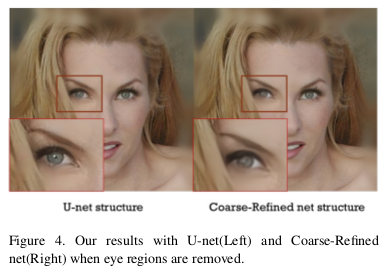 U-net structure
Coarse-Refined net structure
Figure 4. Our results with U-net(Left) and Coarse-Refined
net(Right) when eye regions are removed.